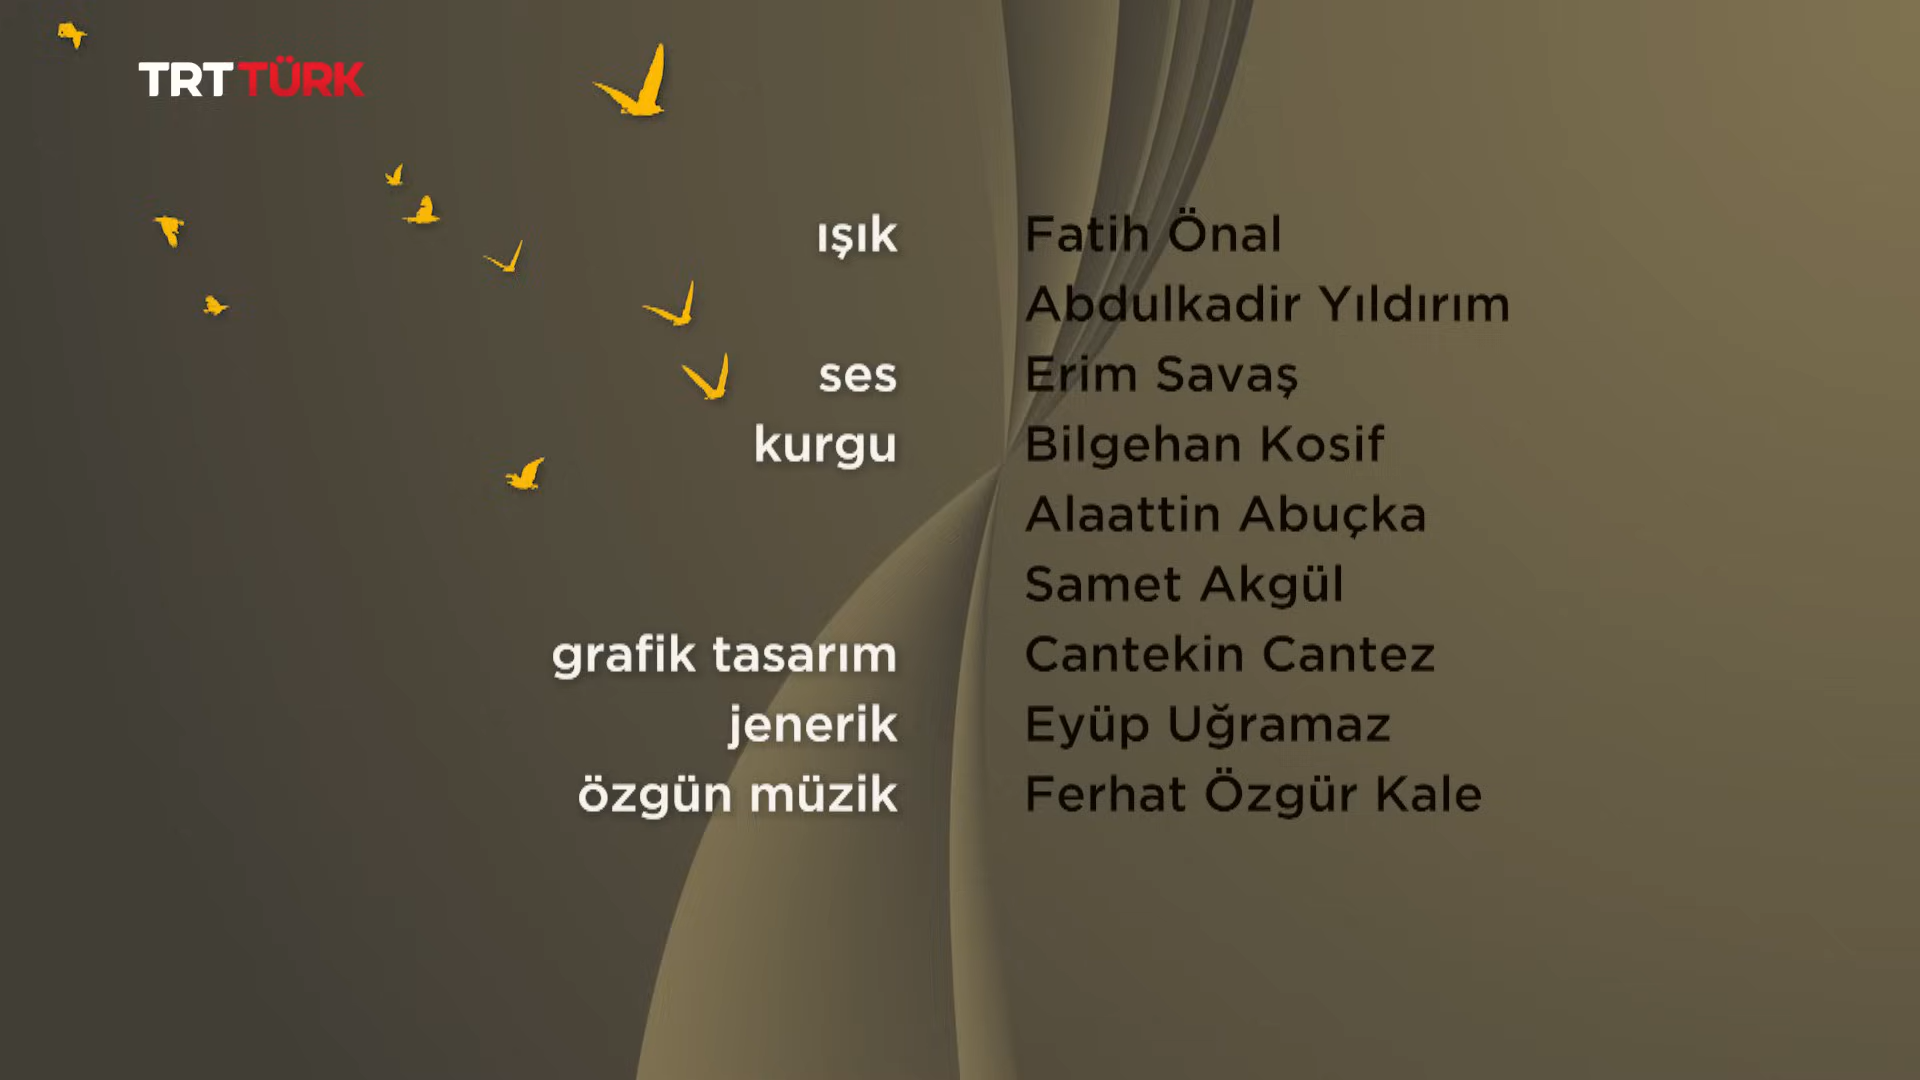 TRT TÜRK
ışık Fatih Önal
Abdulkadir Yıldırım
ses Erim Savaş
kurgu Bilgehan Kosif
Alaattin Abuçka
Samet Akgül
grafik tasarım Cantekin Cantez
jenerik Eyüp Uğramaz
özgün müzik Ferhat Özgür Kale